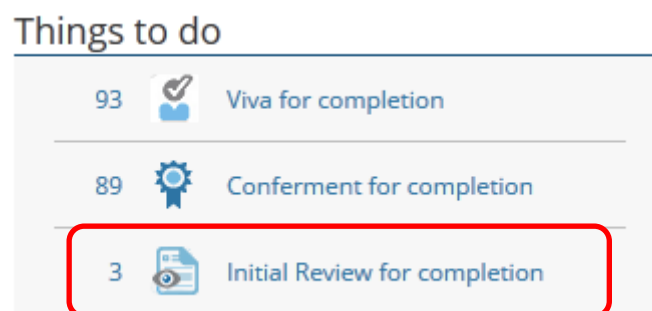 Things to do
93 Viva for completion
89 Conferment for completion
3 Initial Review for completion